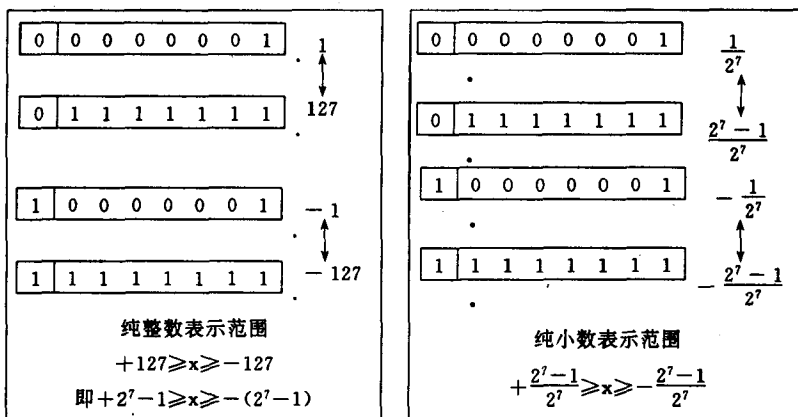 0 0 0 0 0 0 0 1 . 1
0 1 1 1 1 1 1 1 . 127
1 0 0 0 0 0 0 1 . -1
1 1 1 1 1 1 1 1 . -127
纯整数表示范围
+127≥x≥-127
即+2⁷-1≥x≥-(2⁷-1)
0 0 0 0 0 0 0 1 . 1/2⁷
0 1 1 1 1 1 1 1 . 2⁷-1/2⁷
1 0 0 0 0 0 0 1 . -1/2⁷
1 1 1 1 1 1 1 1 . -2⁷-1/2⁷
纯小数表示范围
+2⁷-1/2⁷≥x≥-2⁷-1/2⁷